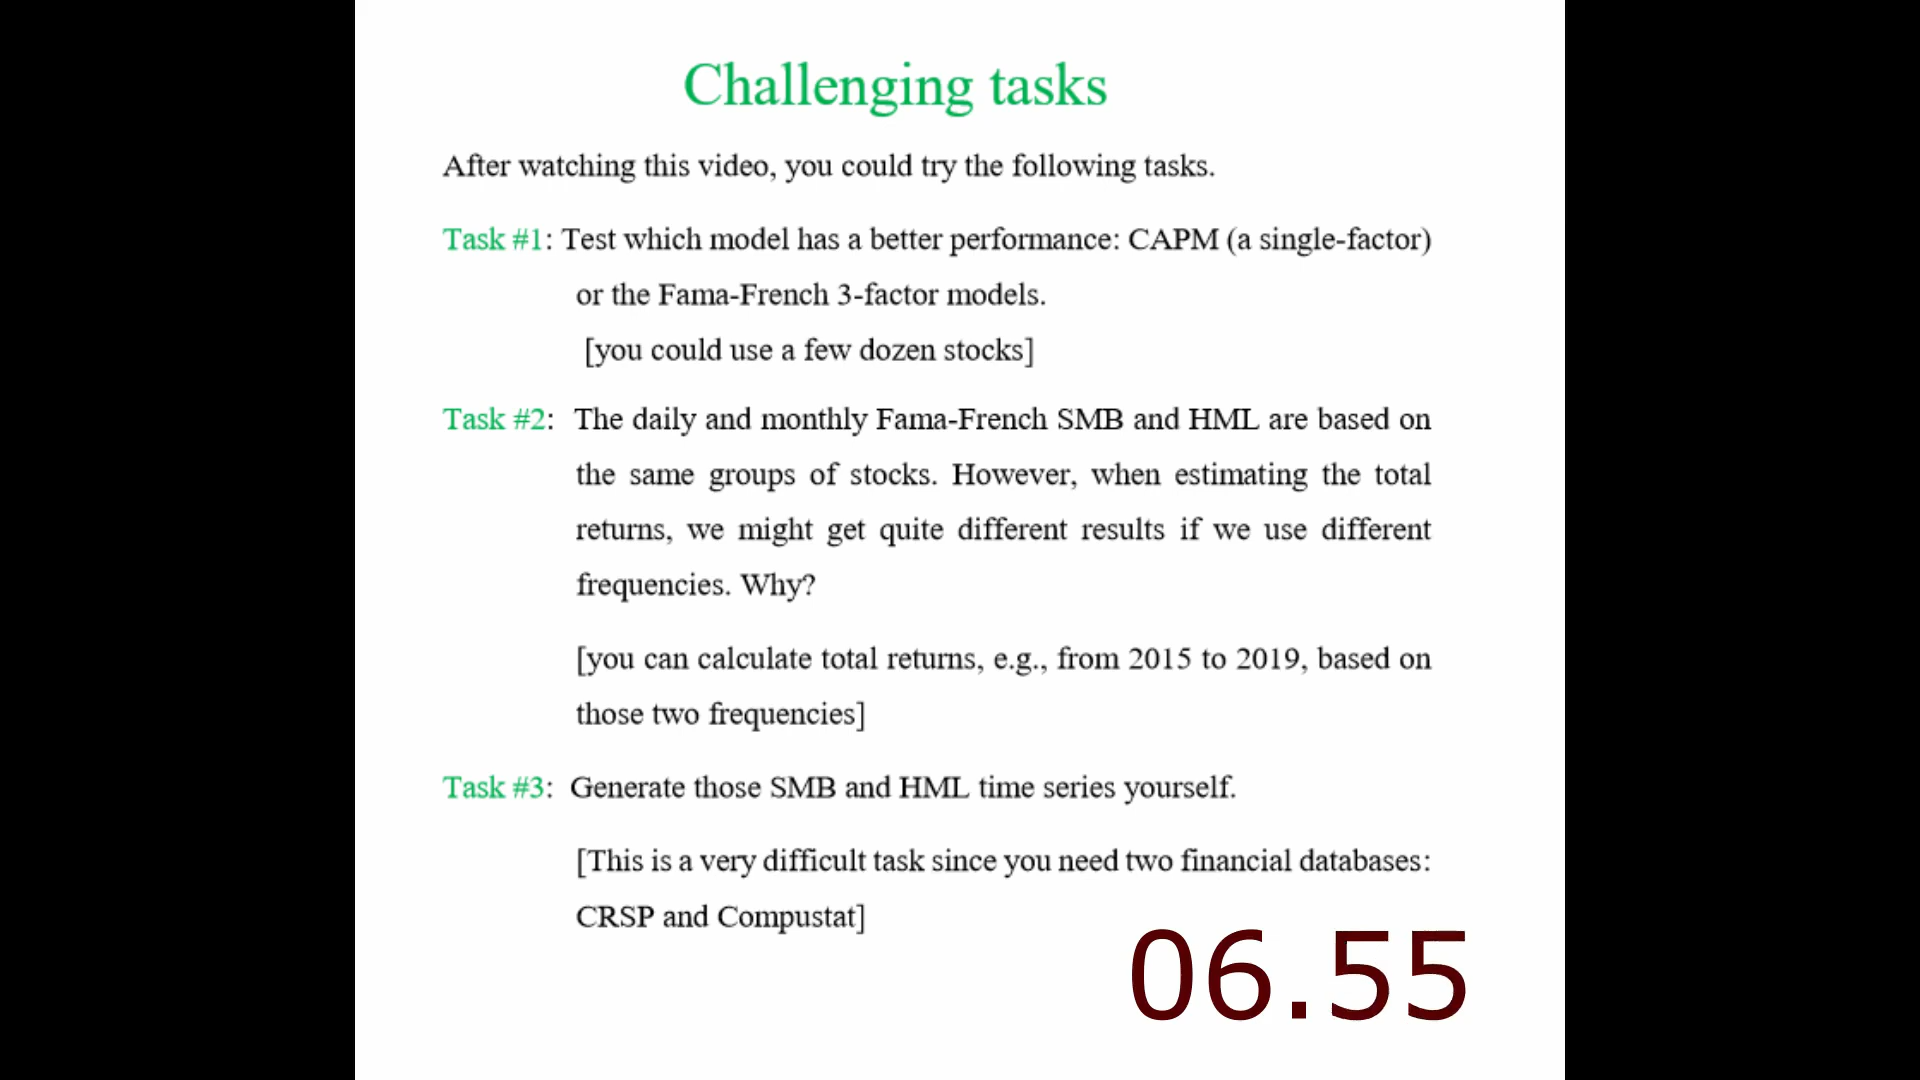 Challenging tasks
After watching this video, you could try the following tasks.
Task #1: Test which model has a better performance: CAPM (a single-factor)
or the Fama-French 3-factor models.
[you could use a few dozen stocks]
Task #2: The daily and monthly Fama-French SMB and HML are based on
the same groups of stocks. However, when estimating the total
returns, we might get quite different results if we use different
frequencies. Why?
[you can calculate total returns, e.g., from 2015 to 2019, based on
those two frequencies]
Task #3: Generate those SMB and HML time series yourself.
[This is a very difficult task since you need two financial databases:
CRSP and Compustat]
06.55